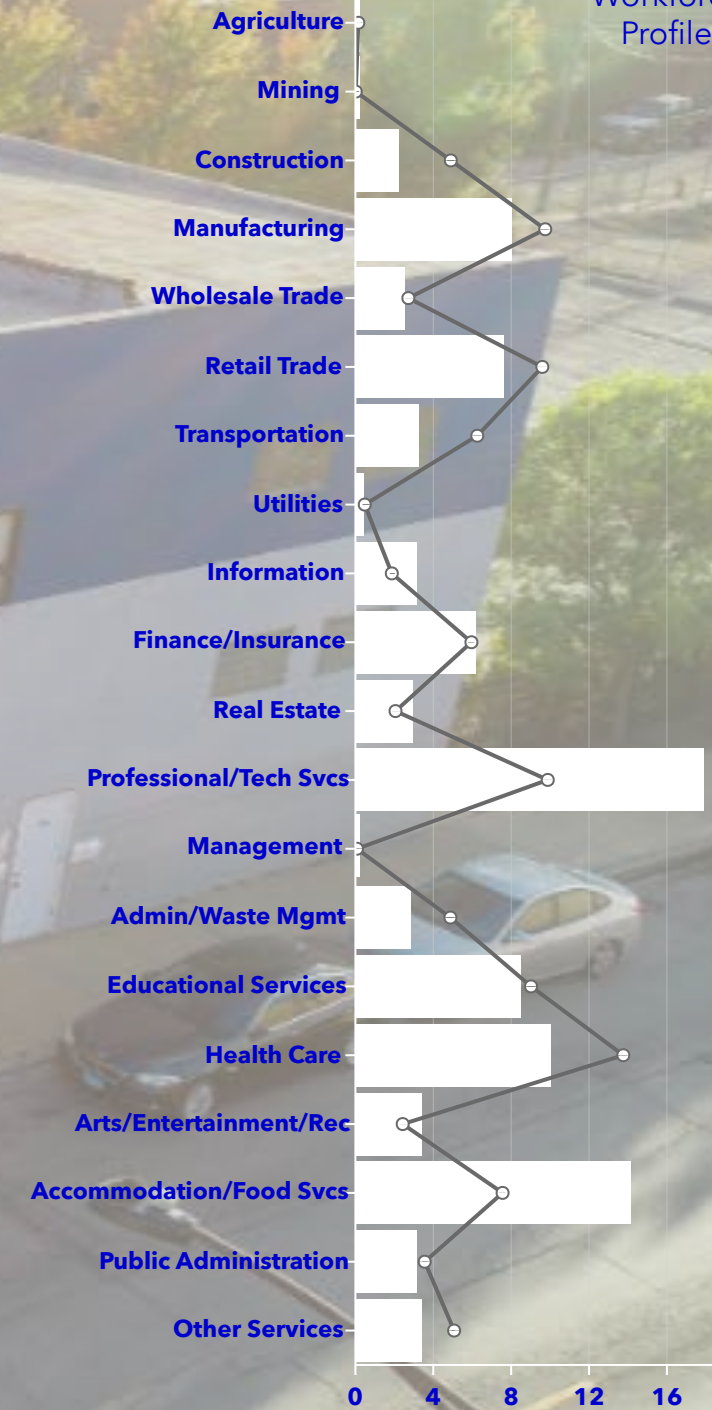 Profile
Agriculture
Mining
Construction
Manufacturing
Wholesale Trade
Retail Trade
Transportation
Utilities
Information
Finance/Insurance
Real Estate
Professional/Tech Svcs
Management
Admin/Waste Mgmt
Educational Services
Health Care
Arts/Entertainment/Rec
Accommodation/Food Svcs
Public Administration
Other Services
0 4 8 12 16